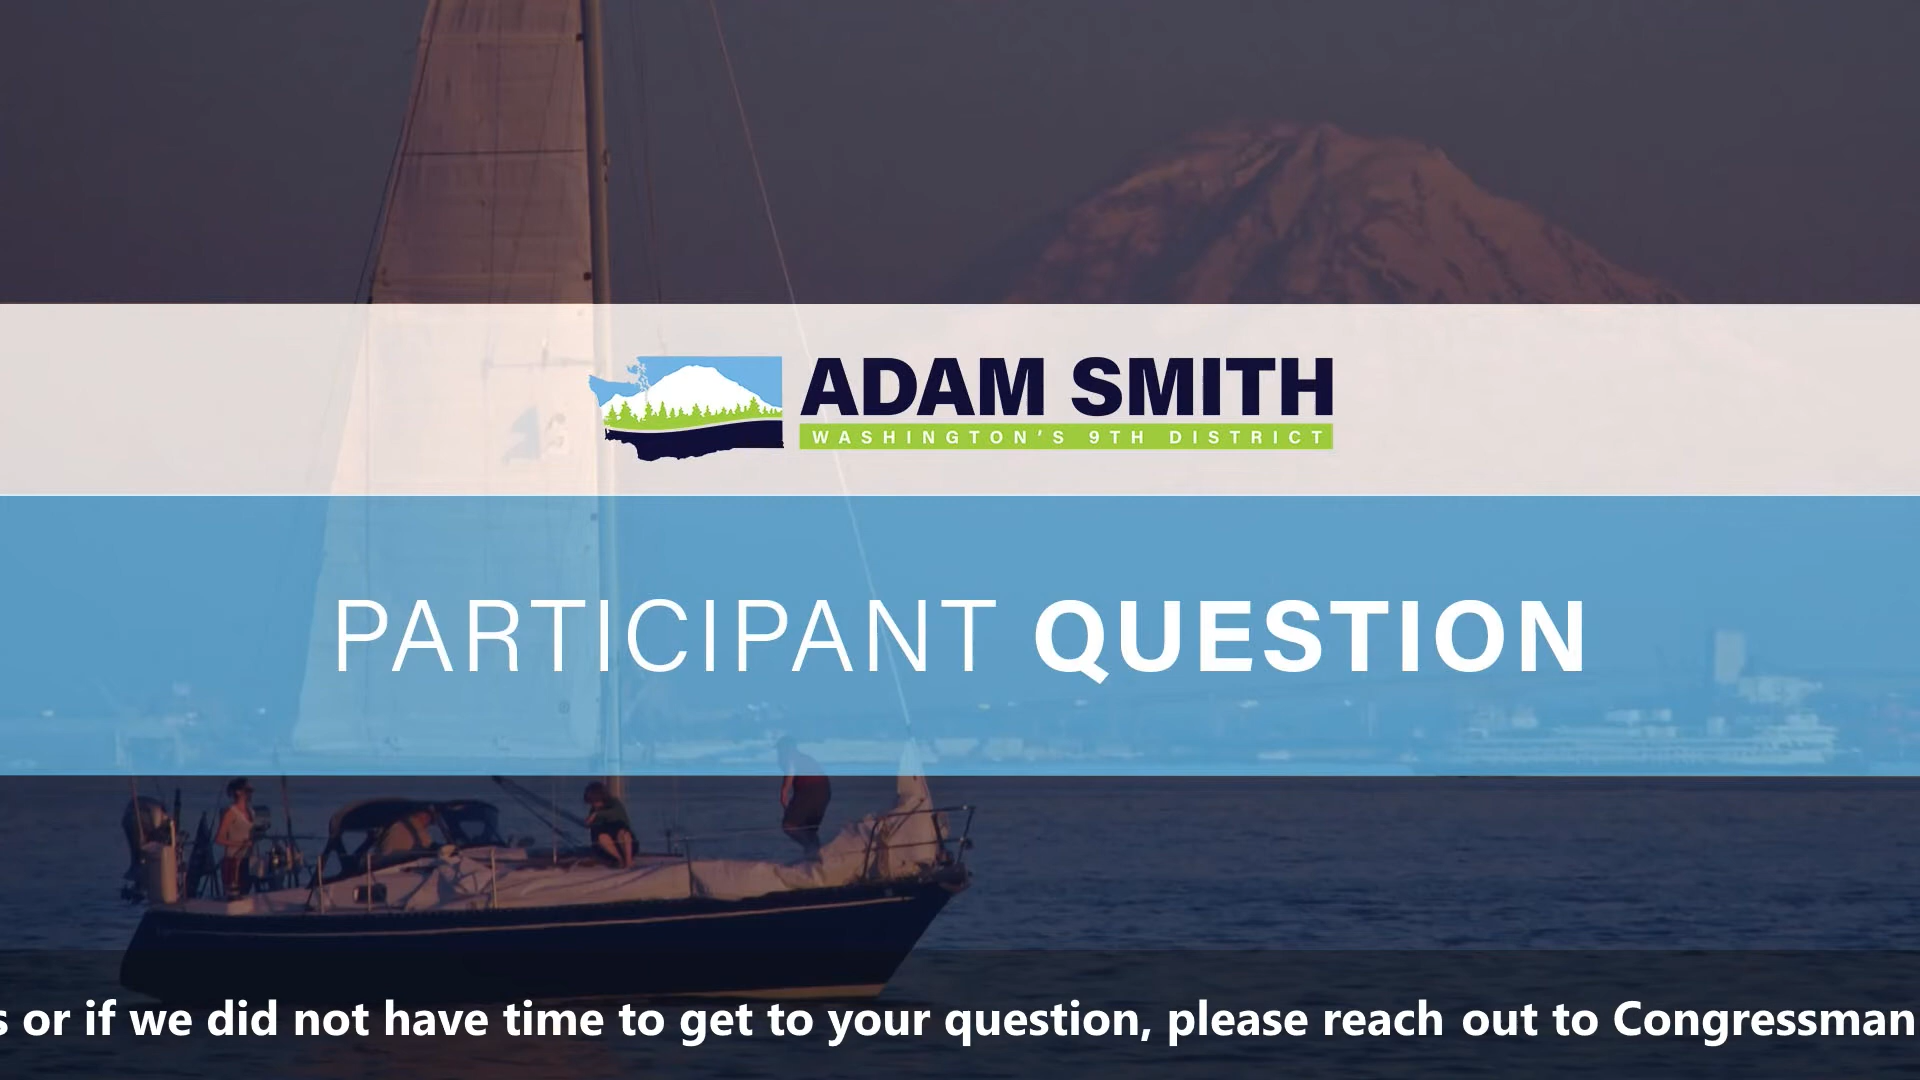 ADAM SMITH
WASHINGTON'S 9TH DISTRICT
PARTICIPANT QUESTION
s or if we did not have time to get to your question, please reach out to Congressman